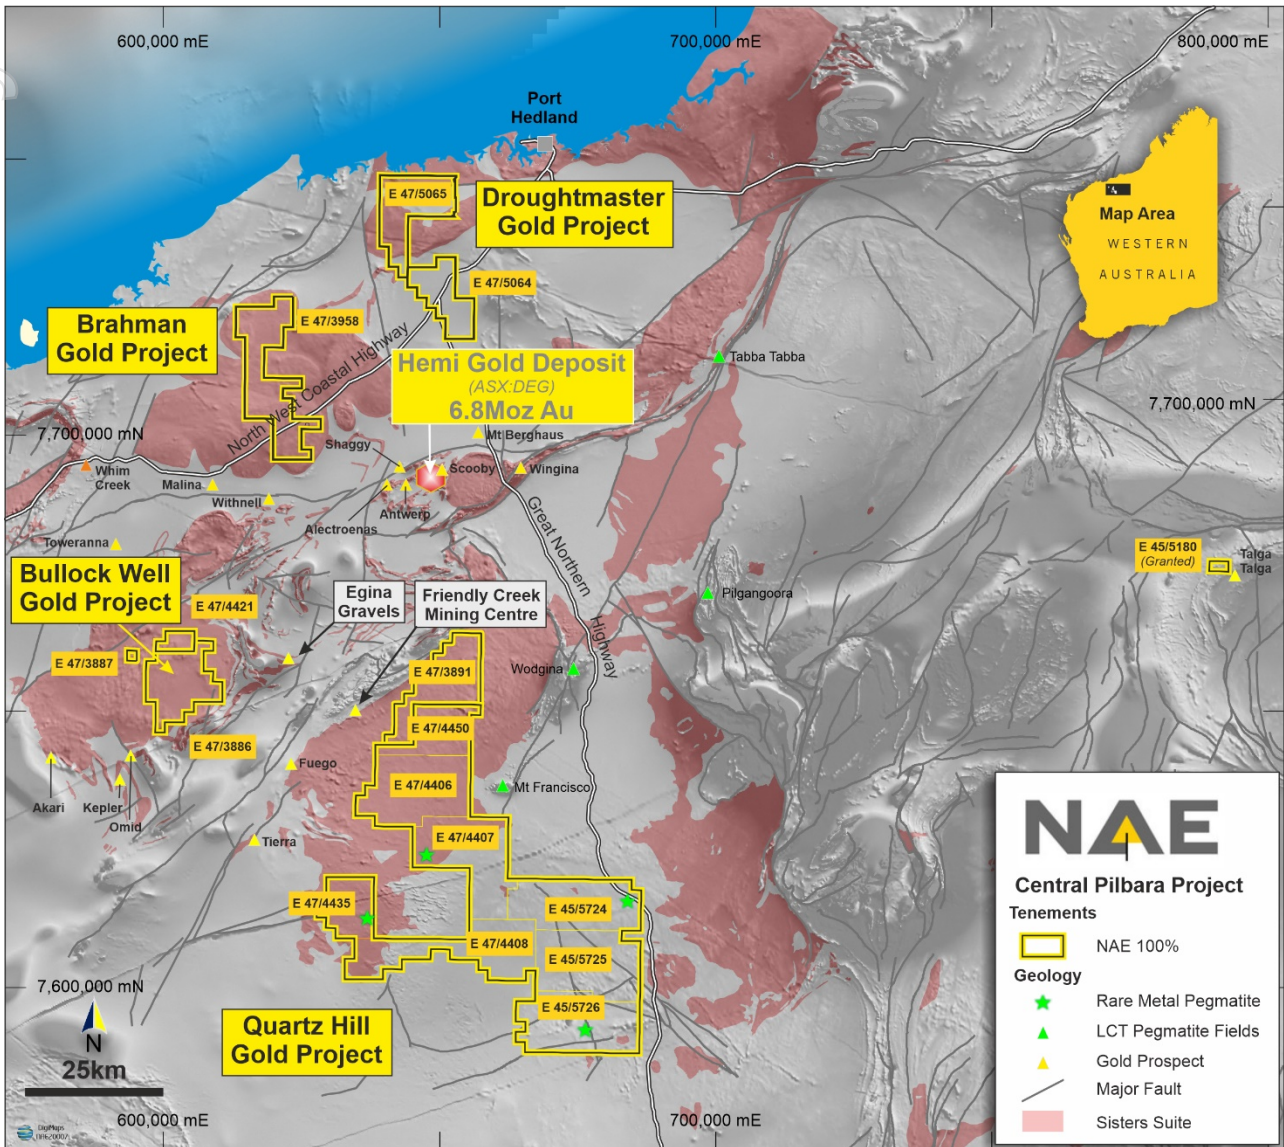 600,000 mE
700,000 mE
800,000 mE
Port
Hedland
E 47/5065
Droughtmaster
Gold Project
Map Area
WESTERN
AUSTRALIA
E 47/5064
Brahman
Gold Project
E 47/3958
North West Coastal Highway
Hemi Gold Deposit
(ASX:DEG)
6.8Moz Au
Tabba Tabba
7,700,000 mN
7,700,000 mN
Mt Berghaus
Shaggy
Whim
Creek
Malina
Scooby
Wingina
Withnell
Antwerp
Alectroenas
Great Northern Highway
Toweranna
E 45/5180
(Granted)
Talga
Talga
Bullock Well
Gold Project
E 47/4421
Egina
Gravels
Friendly Creek
Mining Centre
Pilgangoora
E 47/3887
E 47/3891
Wodgina
E 47/4450
E 47/3886
Fuego
E 47/4406
Mt Francisco
Akari
Kepler
Omid
Tierra
E 47/4407
E 47/4435
E 45/5724
E 47/4408
E 45/5725
7,600,000 mN
E 45/5726
Quartz Hill
Gold Project
N
25km
600,000 mE
700,000 mE
DigiMaps
NAE
Central Pilbara Project
Tenements
NAE 100%
Geology
Rare Metal Pegmatite
LCT Pegmatite Fields
Gold Prospect
Major Fault
Sisters Suite